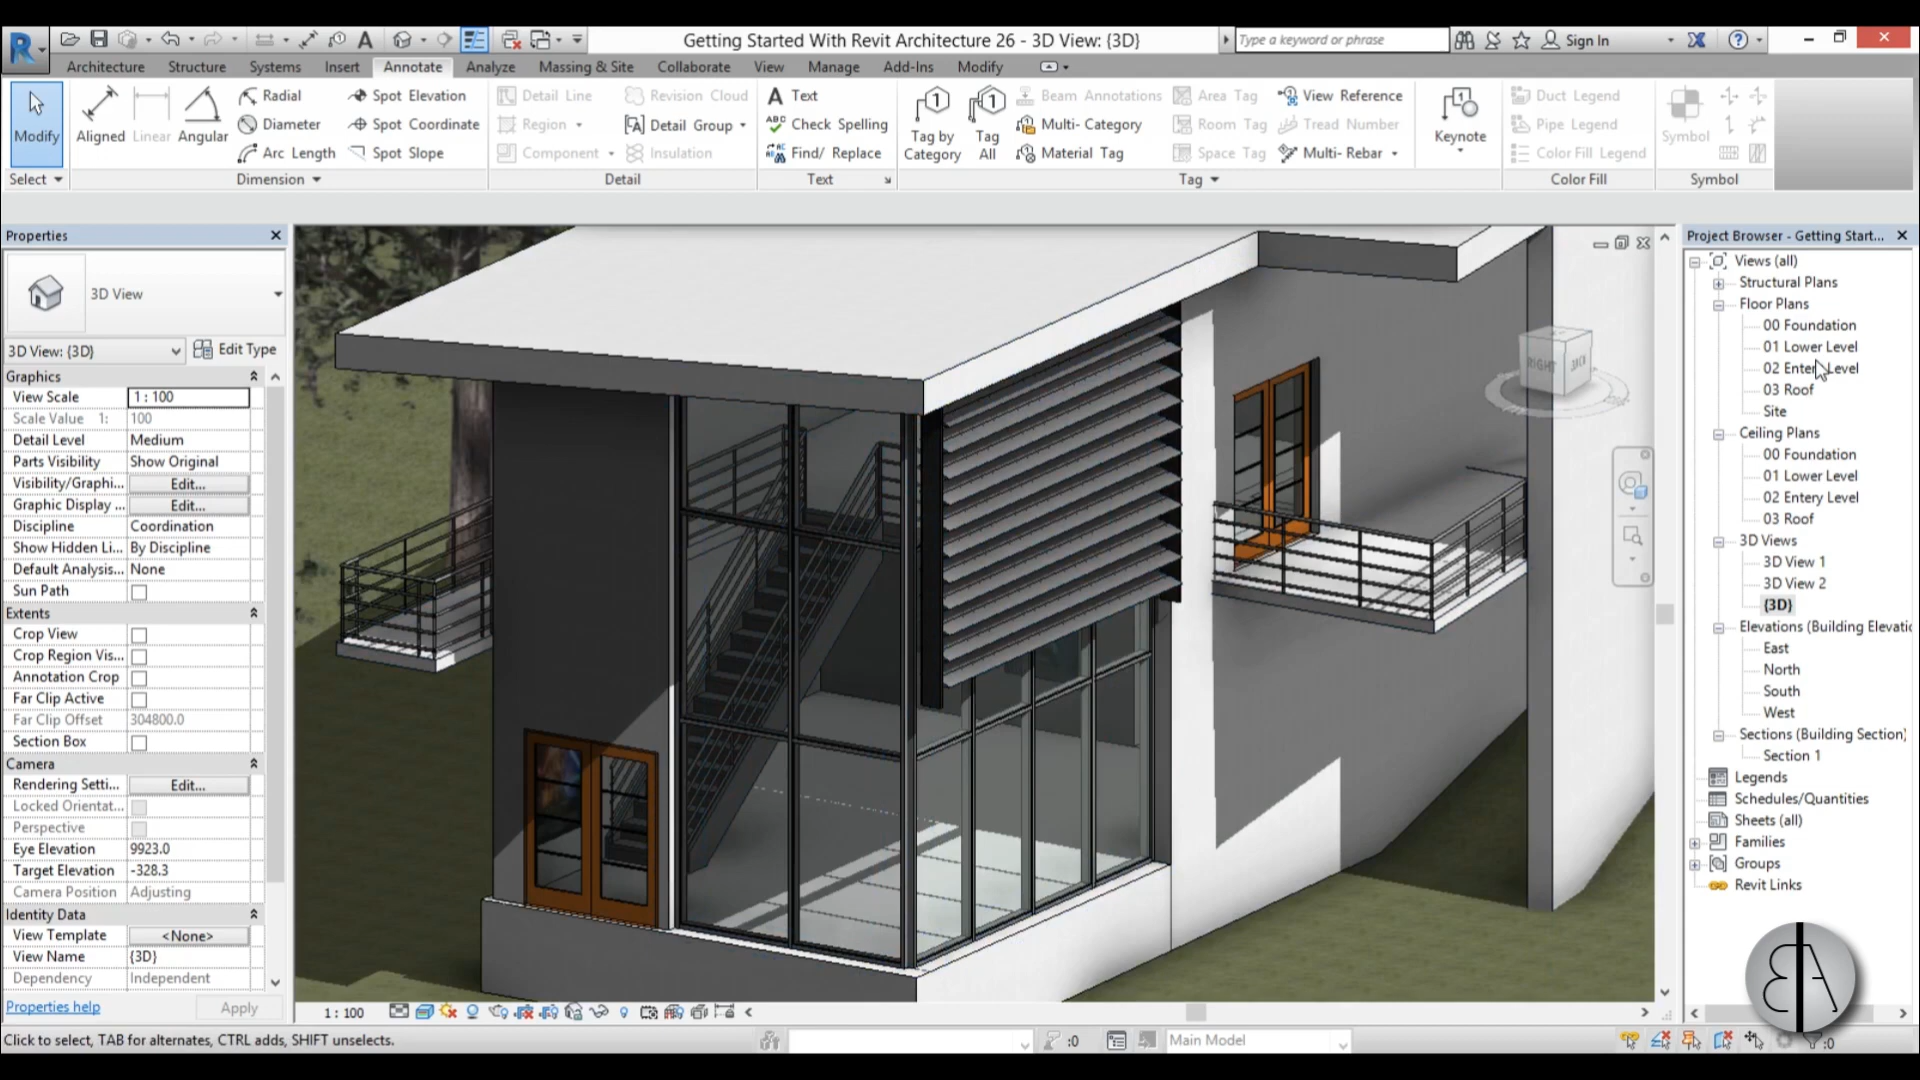 Getting Started With Revit Architecture 26 - 3D View: {3D}
Type a keyword or phrase
Sign In
Architecture Structure Systems Insert Annotate Analyze Massing & Site Collaborate View Manage Add-Ins Modify
Modify
Select
Aligned
Linear
Angular
Radial
Diameter
Arc Length
Spot Elevation
Spot Coordinate
Spot Slope
Dimension
Detail Line
Region
Component
Revision Cloud
Detail Group
Insulation
Detail
A Text
ABC Check Spelling
Find/ Replace
Text
Tag by Category
Tag All
Beam Annotations
Multi- Category
Material Tag
Area Tag
Room Tag
Space Tag
View Reference
Tread Number
Multi- Rebar
Tag
Keynote
Duct Legend
Pipe Legend
Color Fill Legend
Color Fill
Symbol
Symbol
Properties
3D View
3D View: {3D}
Edit Type
Graphics
View Scale 1 : 100
Scale Value 1: 100
Detail Level Medium
Parts Visibility Show Original
Visibility/Graphi... Edit...
Graphic Display ... Edit...
Discipline Coordination
Show Hidden Li... By Discipline
Default Analysis... None
Sun Path
Extents
Crop View
Crop Region Vis...
Annotation Crop
Far Clip Active
Far Clip Offset 304800.0
Section Box
Camera
Rendering Setti... Edit...
Locked Orientat...
Perspective
Eye Elevation 9923.0
Target Elevation -328.3
Camera Position Adjusting
Identity Data
View Template <None>
View Name {3D}
Dependency Independent
Properties help
Apply
RIGHT
1 : 100
Project Browser - Getting Start...
Views (all)
Structural Plans
Floor Plans
00 Foundation
01 Lower Level
02 Entery Level
03 Roof
Site
Ceiling Plans
00 Foundation
01 Lower Level
02 Entery Level
03 Roof
3D Views
3D View 1
3D View 2
{3D}
Elevations (Building Elevatio
East
North
South
West
Sections (Building Section)
Section 1
Legends
Schedules/Quantities
Sheets (all)
Families
Groups
Revit Links
Click to select, TAB for alternates, CTRL adds, SHIFT unselects.
:0
Main Model
:0